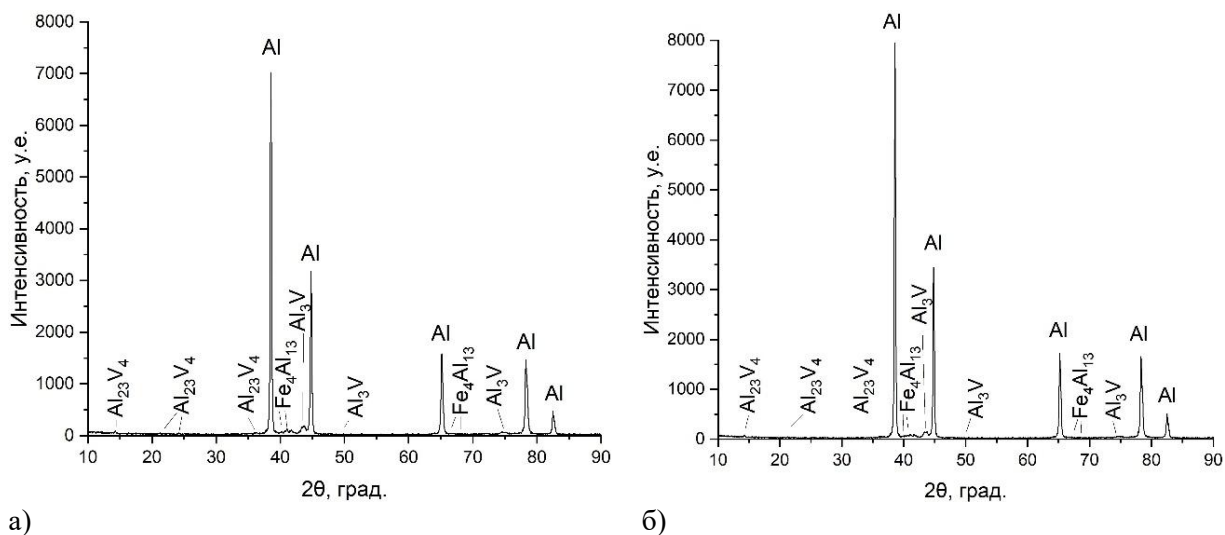 8000
7000
6000
5000
4000
3000
2000
1000
0
Интенсивность, у.е.
Al
Al
Al
Al
Al
Al₂₃V₄
Al₂₃V₄
Al₂₃V₄
Fe₄Al₁₃
Al₃V
Al₃V
Fe₄Al₁₃
Al₃V
10 20 30 40 50 60 70 80 90
2θ, град.
а)
8000
7000
6000
5000
4000
3000
2000
1000
0
Интенсивность, у.е.
Al
Al
Al
Al
Al
Al₂₃V₄
Al₂₃V₄
Al₂₃V₄
Fe₄Al₁₃
Al₃V
Al₃V
Fe₄Al₁₃
Al₃V
10 20 30 40 50 60 70 80 90
2θ, град.
б)